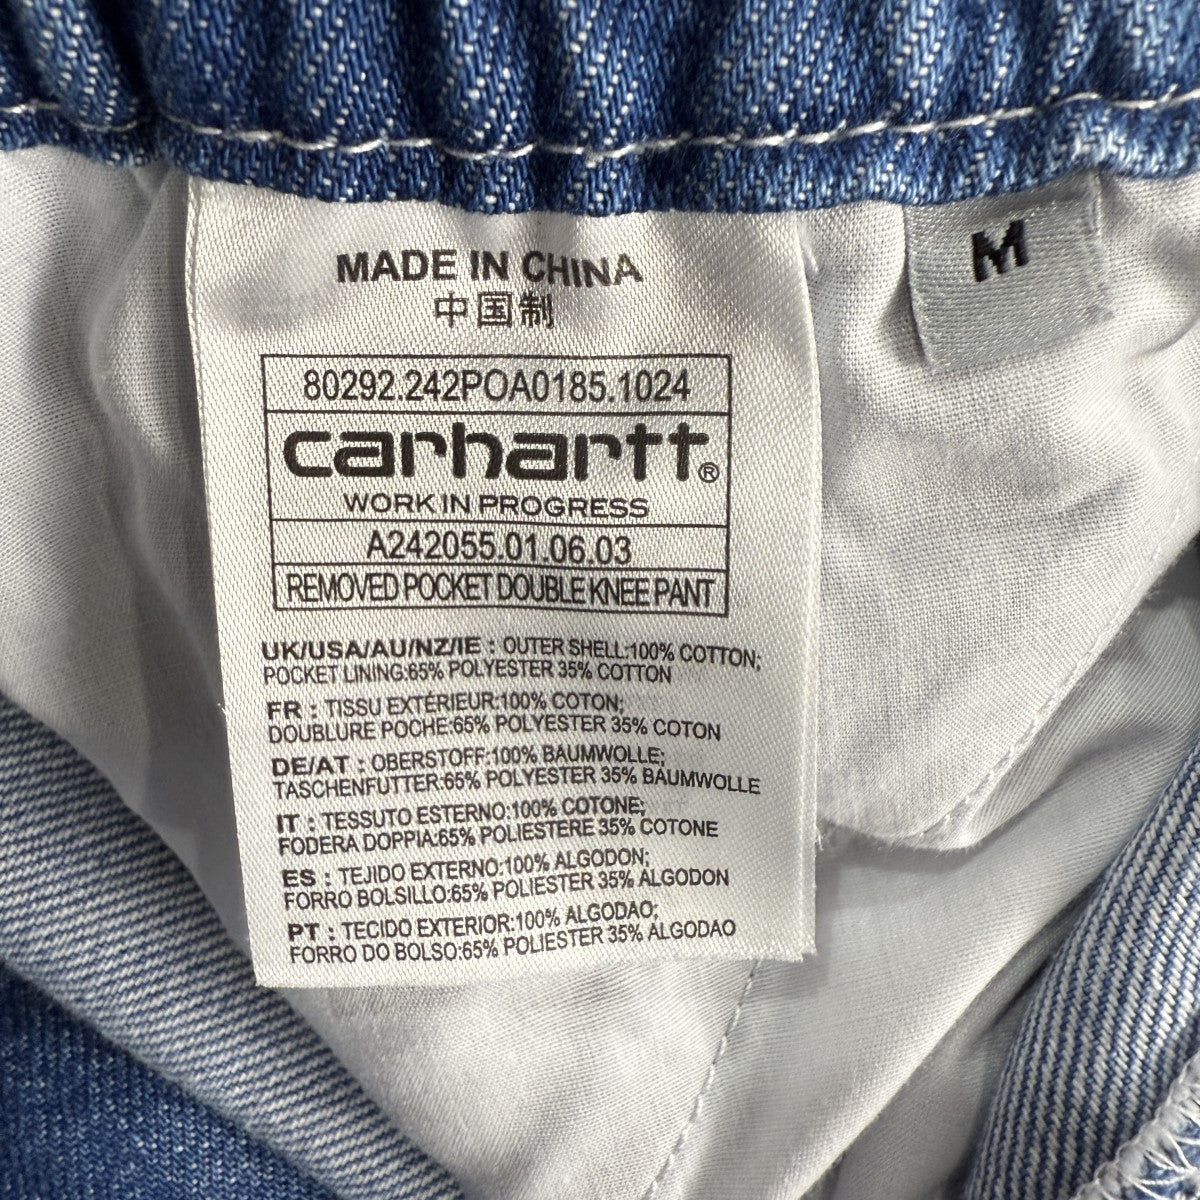 MADE IN CHINA
中国制
M
80292.242POA0185.1024
carhartt®
WORK IN PROGRESS
A242055.01.06.03
REMOVED POCKET DOUBLE KNEE PANT
UK/USA/AU/NZ/IE : OUTER SHELL:100% COTTON;
POCKET LINING:65% POLYESTER 35% COTTON
FR : TISSU EXTÉRIEUR:100% COTON;
DOUBLURE POCHE:65% POLYESTER 35% COTON
DE/AT : OBERSTOFF:100% BAUMWOLLE;
TASCHENFUTTER:65% POLYESTER 35% BAUMWOLLE
IT : TESSUTO ESTERNO:100% COTONE;
FODERA DOPPIA:65% POLIESTERE 35% COTONE
ES : TEJIDO EXTERNO:100% ALGODON;
FORRO BOLSILLO:65% POLIESTER 35% ALGODON
PT : TECIDO EXTERIOR:100% ALGODAO;
FORRO DO BOLSO:65% POLIESTER 35% ALGODAO